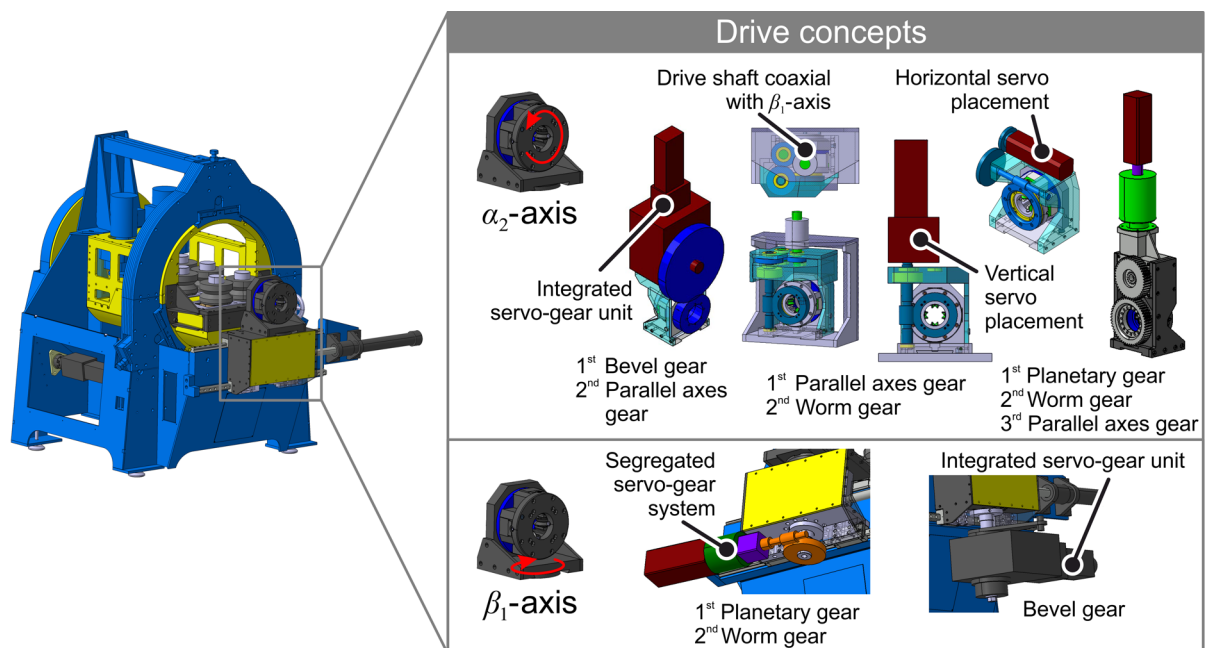 Drive concepts
Drive shaft coaxial
with β₁-axis
Horizontal servo
placement
α₂-axis
Integrated
servo-gear unit
Vertical
servo
placement
1st Bevel gear
2nd Parallel axes
gear
1st Parallel axes gear
2nd Worm gear
1st Planetary gear
2nd Worm gear
3rd Parallel axes gear
Segregated
servo-gear
system
Integrated servo-gear unit
β₁-axis
1st Planetary gear
2nd Worm gear
Bevel gear